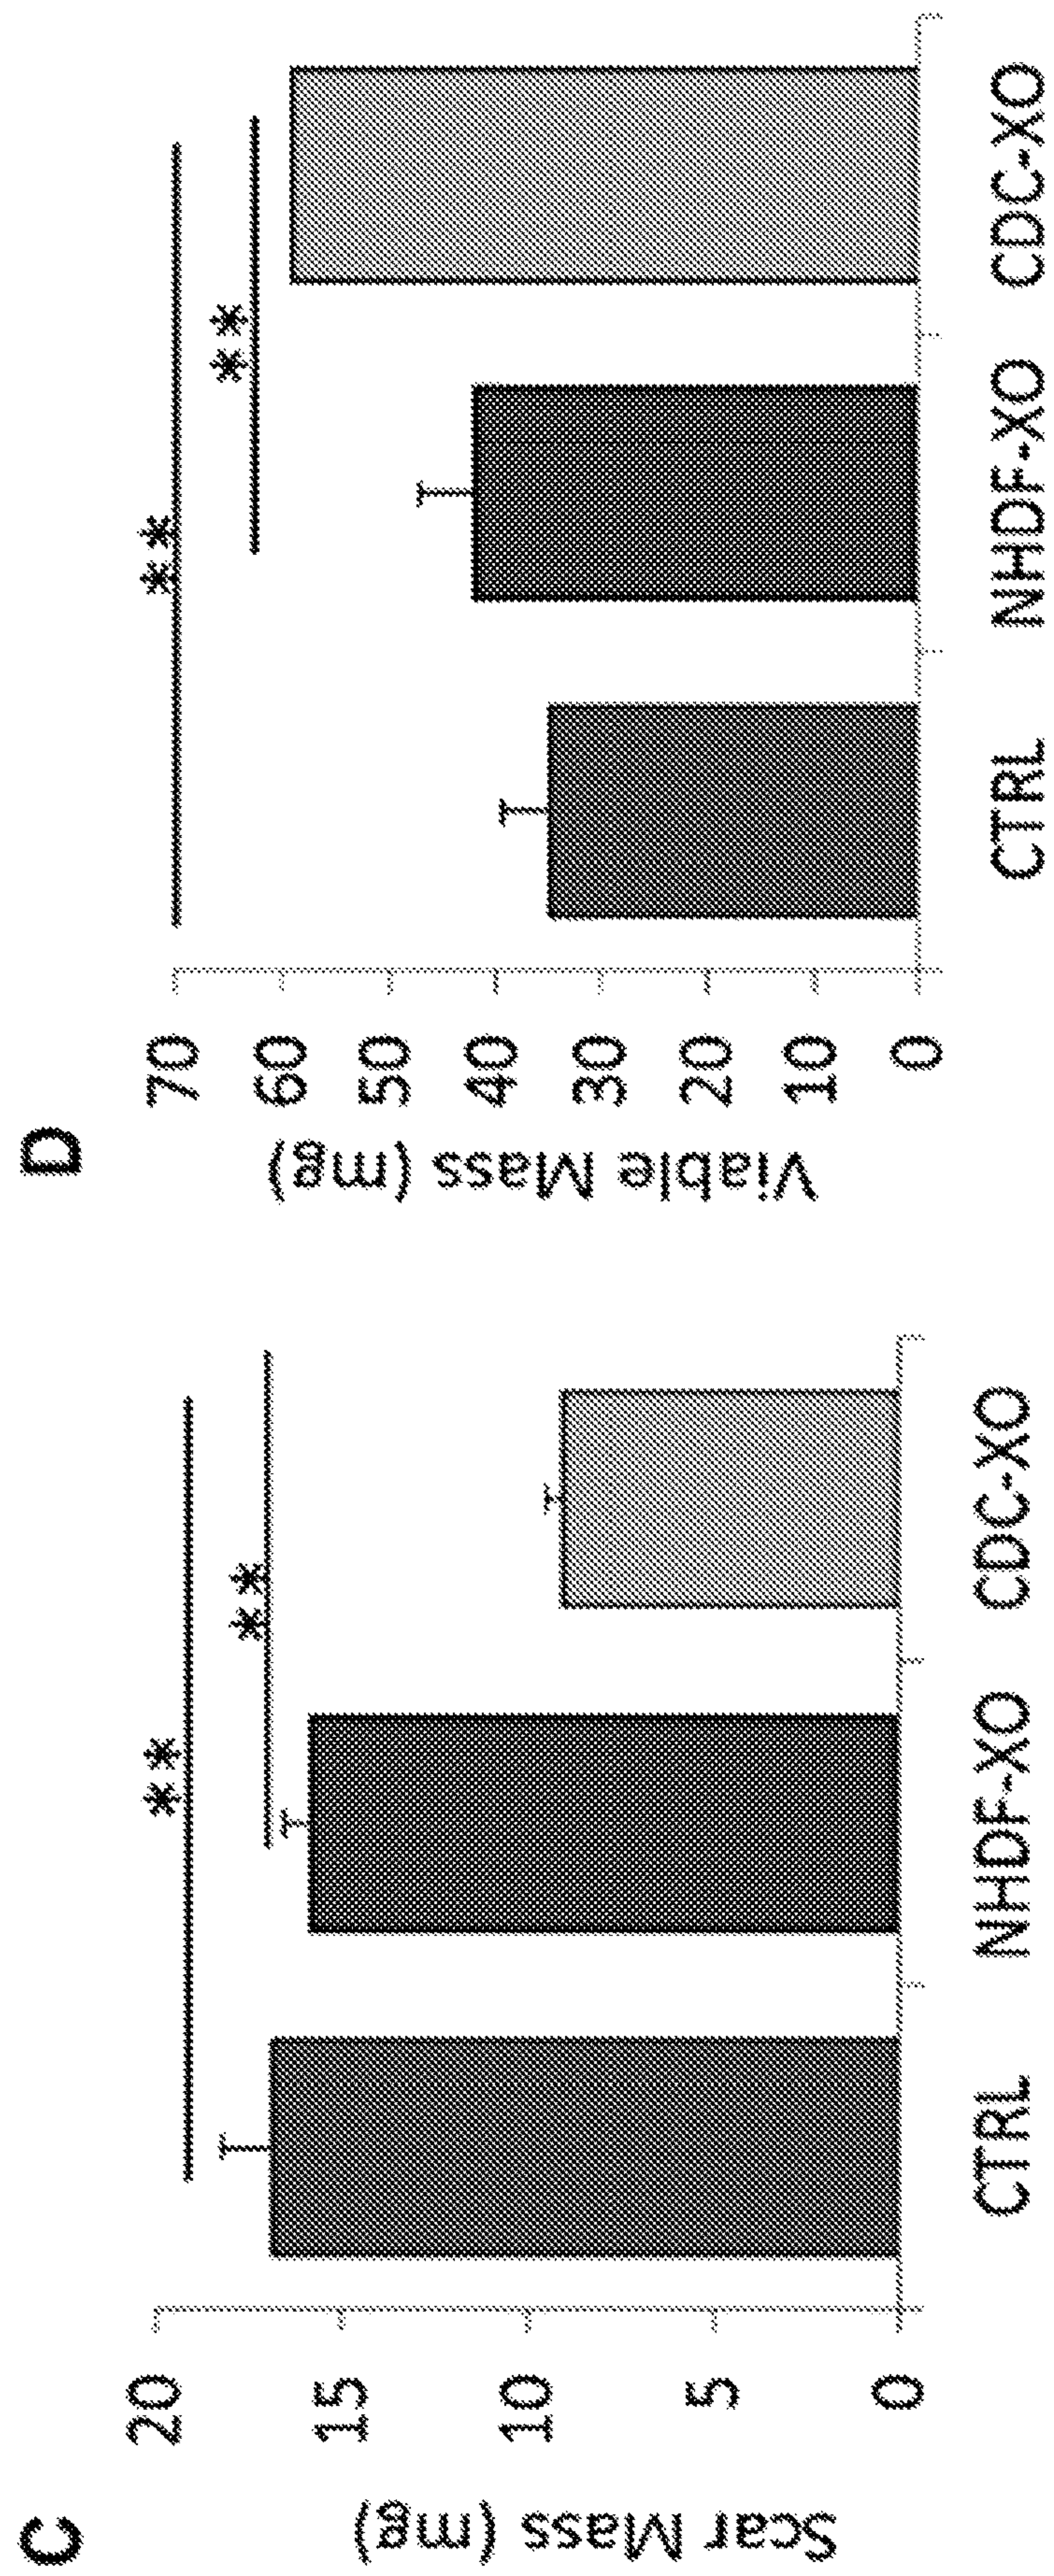 C
Scar Mass (mg)
20
15
10
5
0
**
**
CTRL NHDF-XO CDC-XO
D
Viable Mass (mg)
70
60
50
40
30
20
10
0
**
**
CTRL NHDF-XO CDC-XO